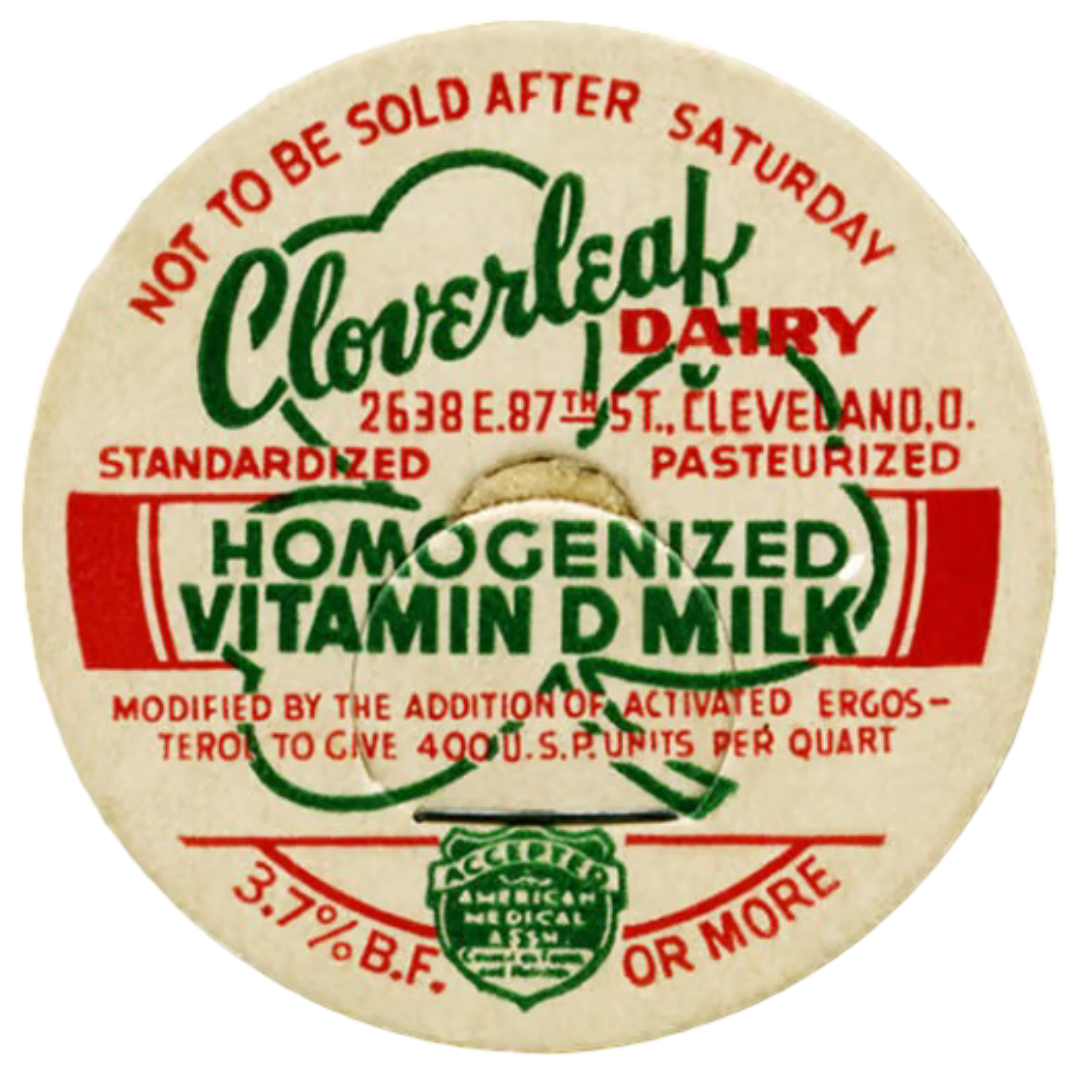 NOT TO BE SOLD AFTER SATURDAY
Cloverleaf
DAIRY
2638 E. 87TH ST., CLEVELAND, O.
STANDARDIZED PASTEURIZED
HOMOGENIZED
VITAMIN D MILK
MODIFIED BY THE ADDITION OF ACTIVATED ERGOS-
TEROL TO GIVE 400 U.S.P. UNITS PER QUART
3.7% B.F. OR MORE
ACCEPTED
AMERICAN
MEDICAL
ASSN.